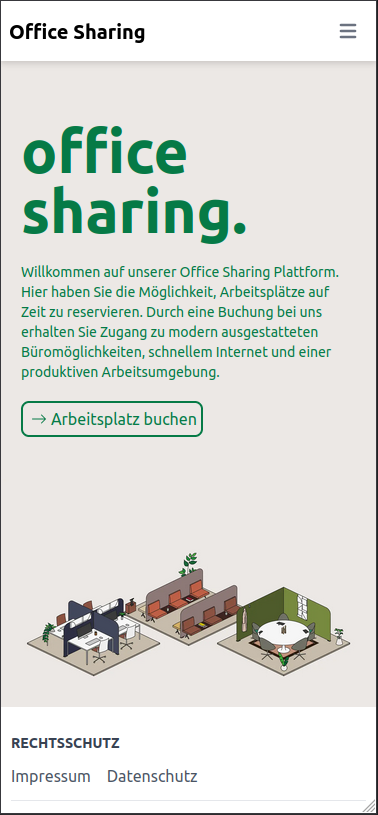 Office Sharing
office
sharing.
Willkommen auf unserer Office Sharing Plattform.
Hier haben Sie die Möglichkeit, Arbeitsplätze auf
Zeit zu reservieren. Durch eine Buchung bei uns
erhalten Sie Zugang zu modern ausgestatteten
Büromöglichkeiten, schnellem Internet und einer
produktiven Arbeitsumgebung.
→ Arbeitsplatz buchen
RECHTSSCHUTZ
Impressum Datenschutz